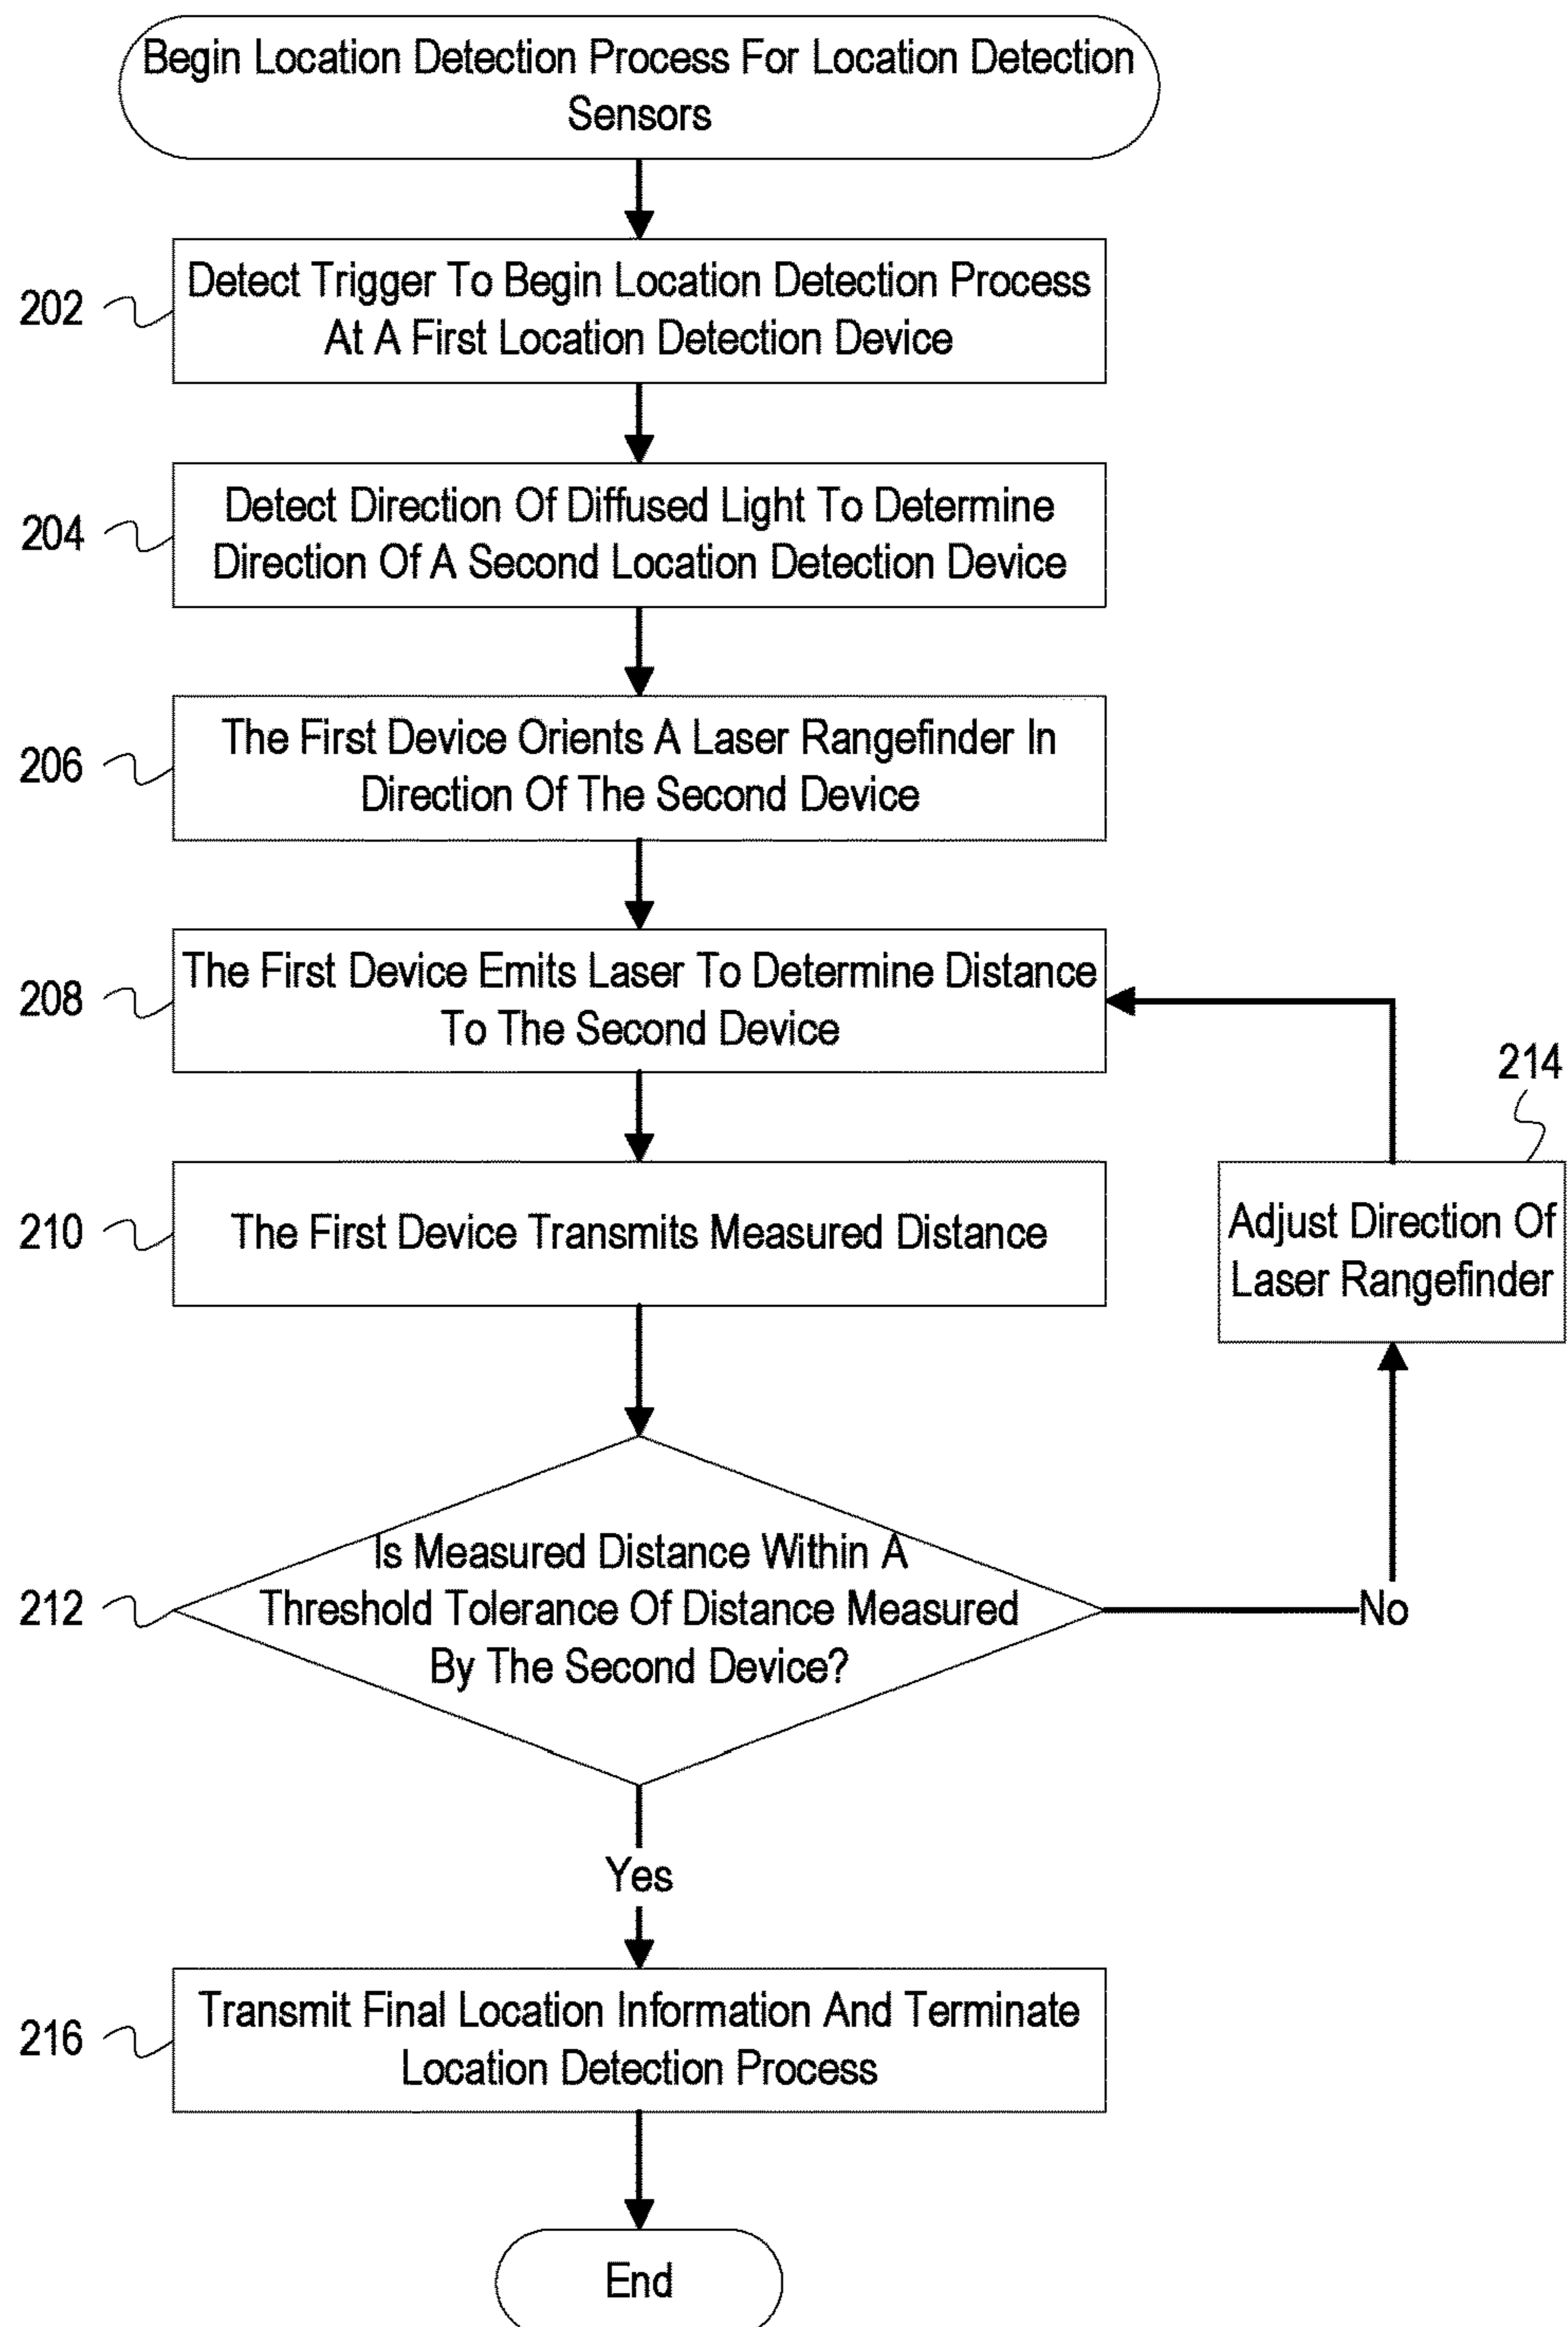 Begin Location Detection Process For Location Detection
Sensors
202
Detect Trigger To Begin Location Detection Process
At A First Location Detection Device
204
Detect Direction Of Diffused Light To Determine
Direction Of A Second Location Detection Device
206
The First Device Orients A Laser Rangefinder In
Direction Of The Second Device
208
The First Device Emits Laser To Determine Distance
To The Second Device
210
The First Device Transmits Measured Distance
214
Adjust Direction Of
Laser Rangefinder
212
Is Measured Distance Within A
Threshold Tolerance Of Distance Measured
By The Second Device?
No
Yes
216
Transmit Final Location Information And Terminate
Location Detection Process
End